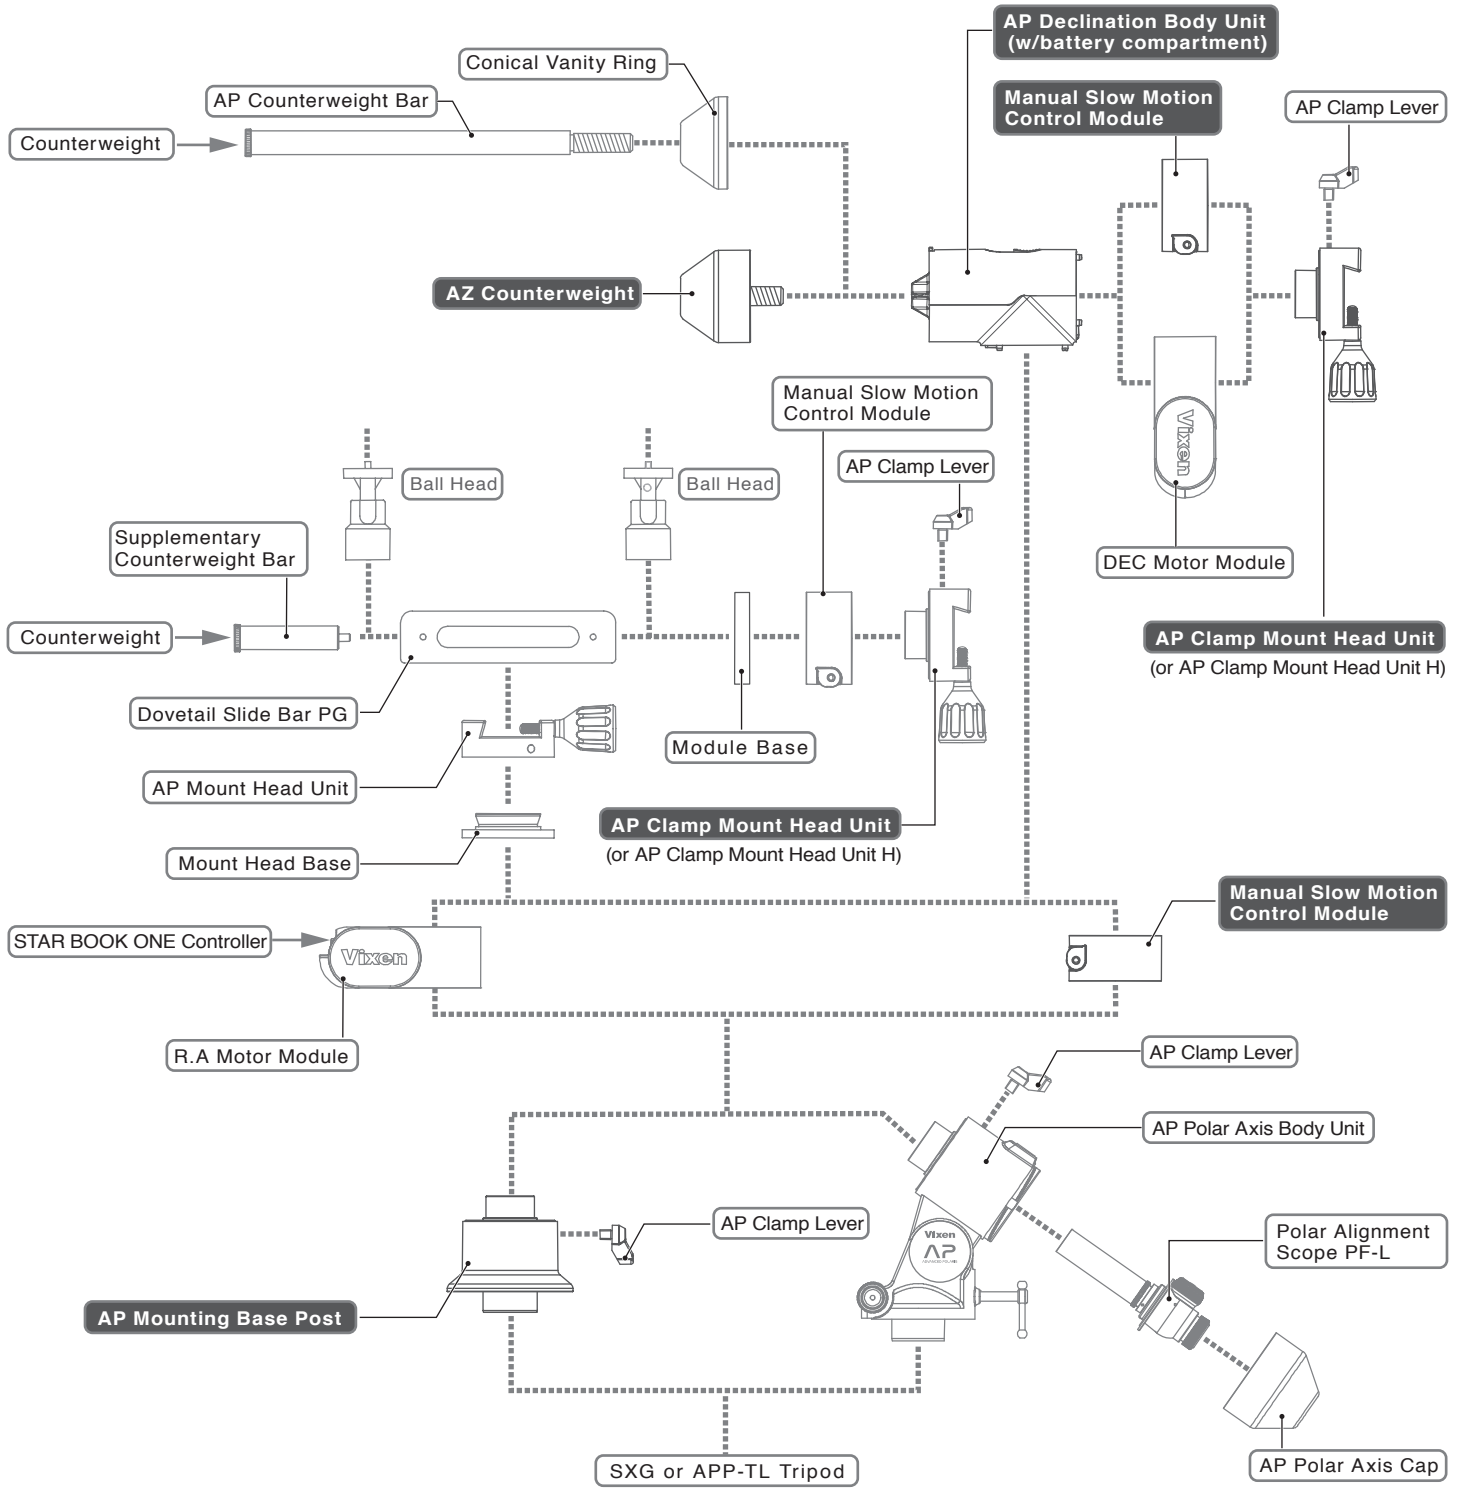 AP Declination Body Unit
(w/battery compartment)
Conical Vanity Ring
AP Counterweight Bar
Manual Slow Motion
Control Module
AP Clamp Lever
Counterweight
AZ Counterweight
Manual Slow Motion
Control Module
Vixen
AP Clamp Lever
Ball Head
Ball Head
Supplementary
Counterweight Bar
DEC Motor Module
Counterweight
AP Clamp Mount Head Unit
(or AP Clamp Mount Head Unit H)
Dovetail Slide Bar PG
Module Base
AP Mount Head Unit
AP Clamp Mount Head Unit
(or AP Clamp Mount Head Unit H)
Mount Head Base
Manual Slow Motion
Control Module
STAR BOOK ONE Controller
Vixen
R.A Motor Module
AP Clamp Lever
AP Polar Axis Body Unit
AP Clamp Lever
Vixen
AP
ADVANCED POLARIS
Polar Alignment
Scope PF-L
AP Mounting Base Post
SXG or APP-TL Tripod
AP Polar Axis Cap